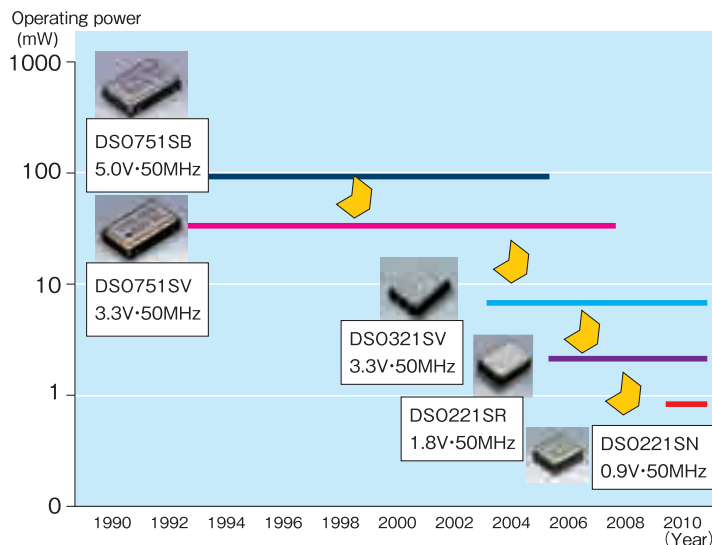 Operating power
(mW)
1000
100
10
1
0
DSO751SB
5.0V・50MHz
DSO751SV
3.3V・50MHz
DSO321SV
3.3V・50MHz
DSO221SR
1.8V・50MHz
DSO221SN
0.9V・50MHz
1990 1992 1994 1996 1998 2000 2002 2004 2006 2008 2010
(Year)